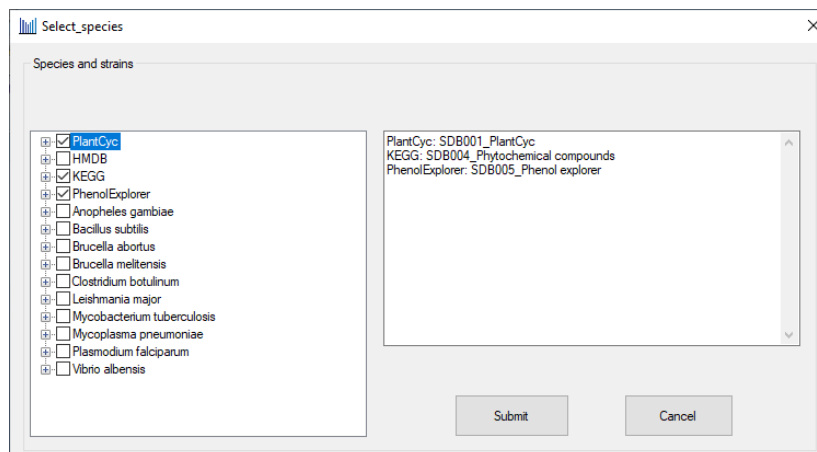 Select_species
Species and strains
PlantCyc
HMDB
KEGG
PhenolExplorer
Anopheles gambiae
Bacillus subtilis
Brucella abortus
Brucella melitensis
Clostridium botulinum
Leishmania major
Mycobacterium tuberculosis
Mycoplasma pneumoniae
Plasmodium falciparum
Vibrio albensis
PlantCyc: SDB001_PlantCyc
KEGG: SDB004_Phytochemical compounds
PhenolExplorer: SDB005_Phenol explorer
Submit
Cancel